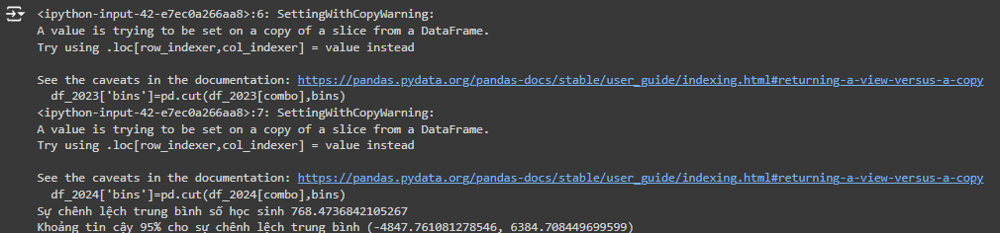 <ipython-input-42-e7ec0a266aa8>:6: SettingWithCopyWarning:
A value is trying to be set on a copy of a slice from a DataFrame.
Try using .loc[row_indexer,col_indexer] = value instead
See the caveats in the documentation: https://pandas.pydata.org/pandas-docs/stable/user_guide/indexing.html#returning-a-view-versus-a-copy
  df_2023['bins']=pd.cut(df_2023[combo],bins)
<ipython-input-42-e7ec0a266aa8>:7: SettingWithCopyWarning:
A value is trying to be set on a copy of a slice from a DataFrame.
Try using .loc[row_indexer,col_indexer] = value instead
See the caveats in the documentation: https://pandas.pydata.org/pandas-docs/stable/user_guide/indexing.html#returning-a-view-versus-a-copy
  df_2024['bins']=pd.cut(df_2024[combo],bins)
Sự chênh lệch trung bình số học sinh 768.4736842105267
Khoảng tin cậy 95% cho sự chênh lệch trung bình (-4847.761081278546, 6384.708449699599)